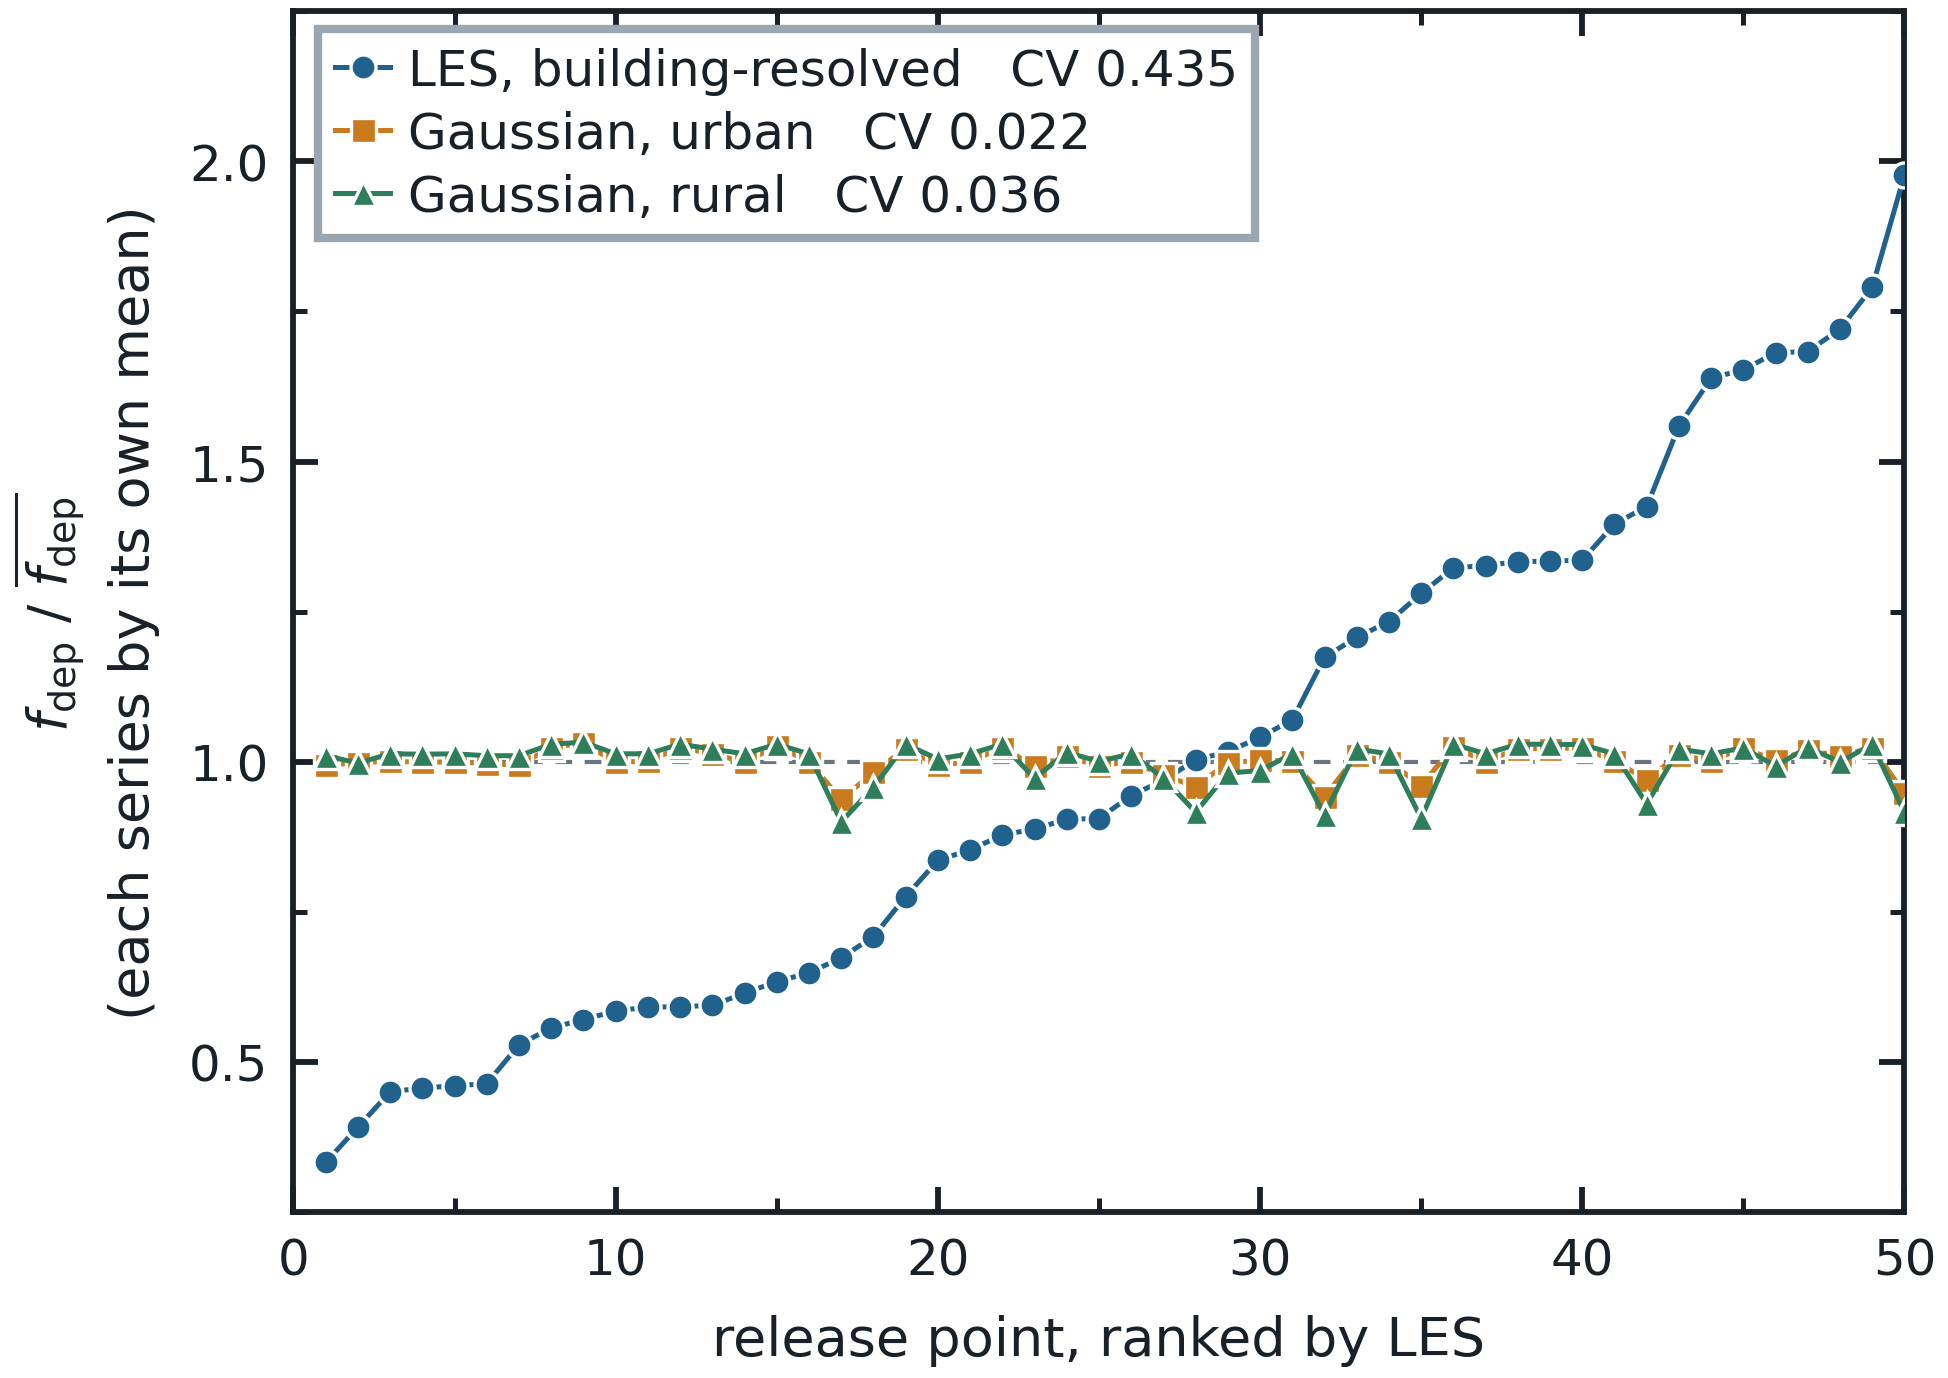 LES, building-resolved CV 0.435
Gaussian, urban CV 0.022
Gaussian, rural CV 0.036
2.0
1.5
1.0
0.5
f_dep / f_dep
(each series by its own mean)
0 10 20 30 40 50
release point, ranked by LES